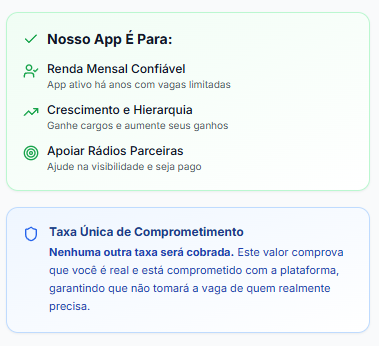 Nosso App É Para:
Renda Mensal Confiável
App ativo há anos com vagas limitadas
Crescimento e Hierarquia
Ganhe cargos e aumente seus ganhos
Apoiar Rádios Parceiras
Ajude na visibilidade e seja pago
Taxa Única de Comprometimento
Nenhuma outra taxa será cobrada. Este valor comprova
que você é real e está comprometido com a plataforma,
garantindo que não tomará a vaga de quem realmente
precisa.